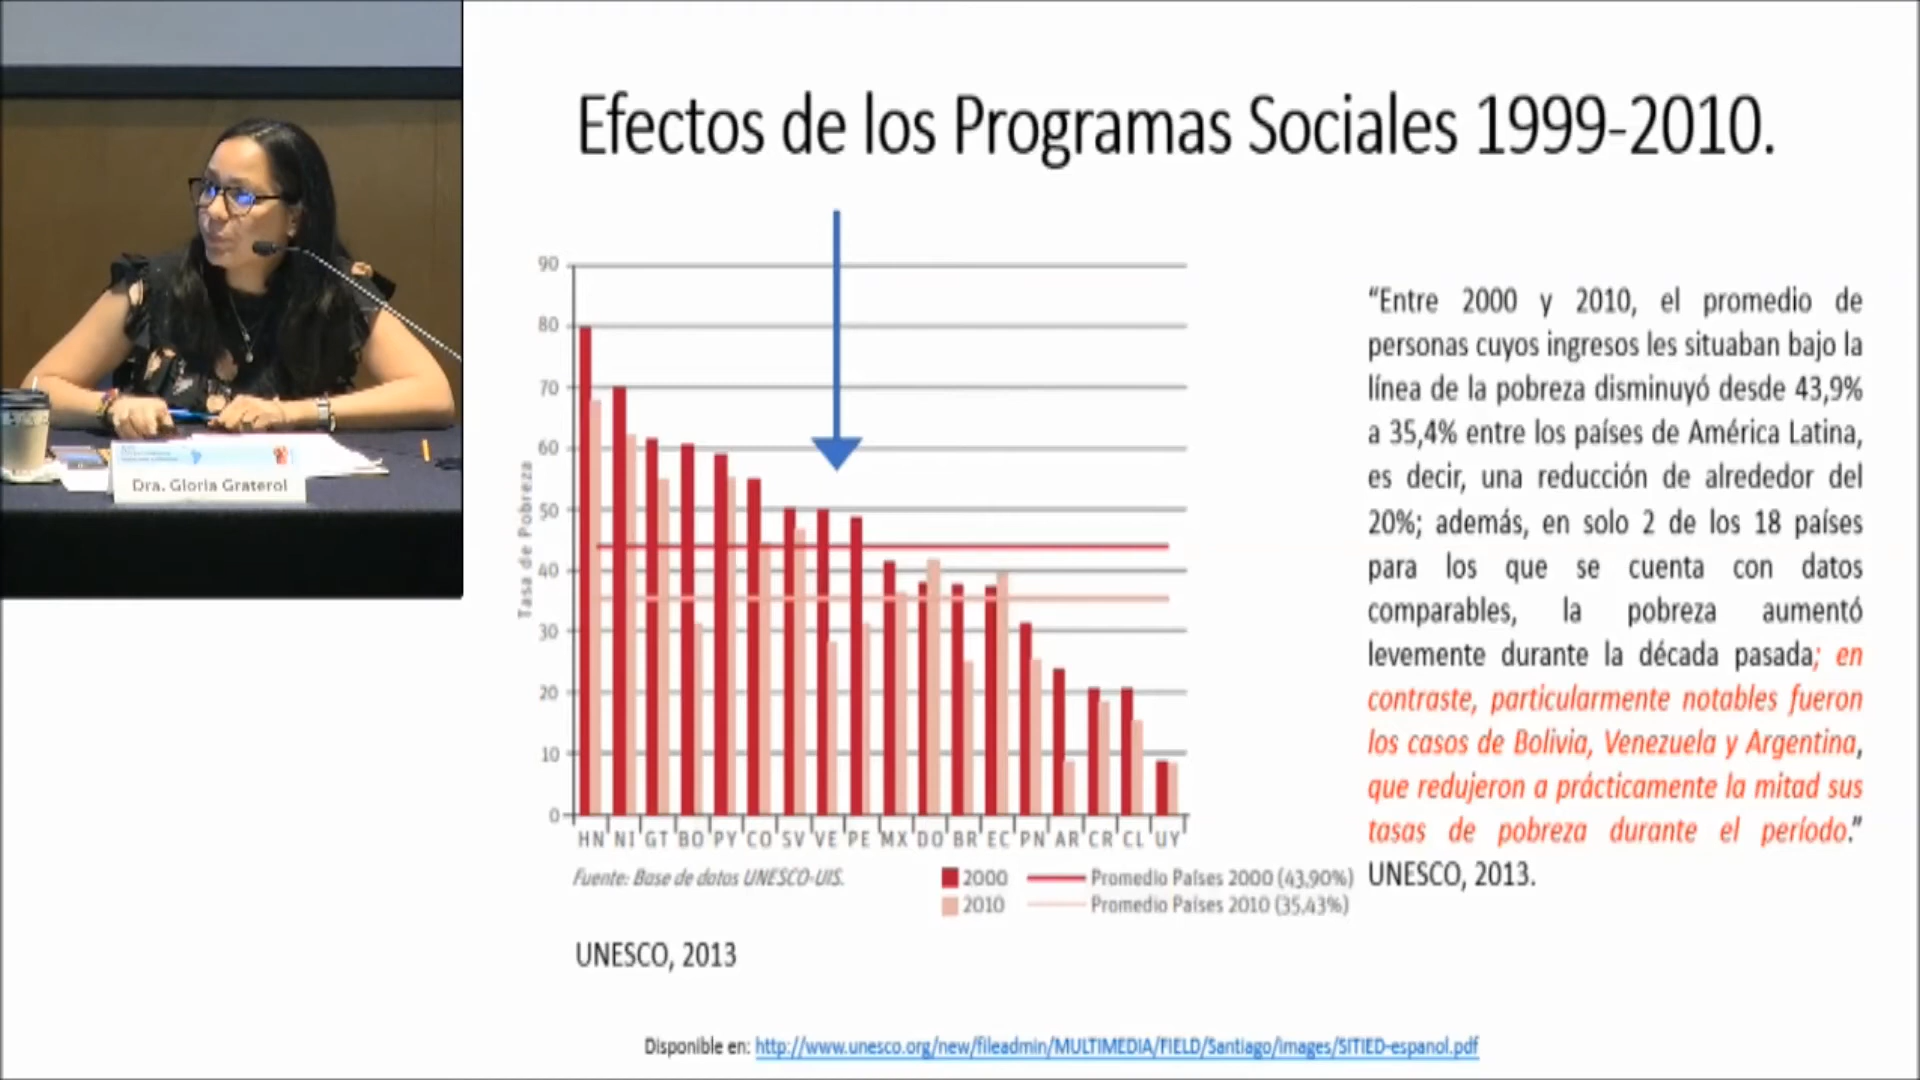 Efectos de los Programas Sociales 1999-2010.
Dra. Gloria Graterol
Tasa de Pobreza
90
80
70
60
50
40
30
20
10
0
HN NI GT BO PY CO SV VE PE MX DO BR EC PN AR CR CL UY
Fuente: Base de datos UNESCO-UIS.
2000 Promedio Países 2000 (43,90%)
2010 Promedio Países 2010 (35,43%)
UNESCO, 2013
“Entre 2000 y 2010, el promedio de
personas cuyos ingresos les situaban bajo la
línea de la pobreza disminuyó desde 43,9%
a 35,4% entre los países de América Latina,
es decir, una reducción de alrededor del
20%; además, en solo 2 de los 18 países
para los que se cuenta con datos
comparables, la pobreza aumentó
levemente durante la década pasada; en
contraste, particularmente notables fueron
los casos de Bolivia, Venezuela y Argentina,
que redujeron a prácticamente la mitad sus
tasas de pobreza durante el período.”
UNESCO, 2013.
Disponible en: http://www.unesco.org/new/fileadmin/MULTIMEDIA/FIELD/Santiago/images/SITIED-espanol.pdf